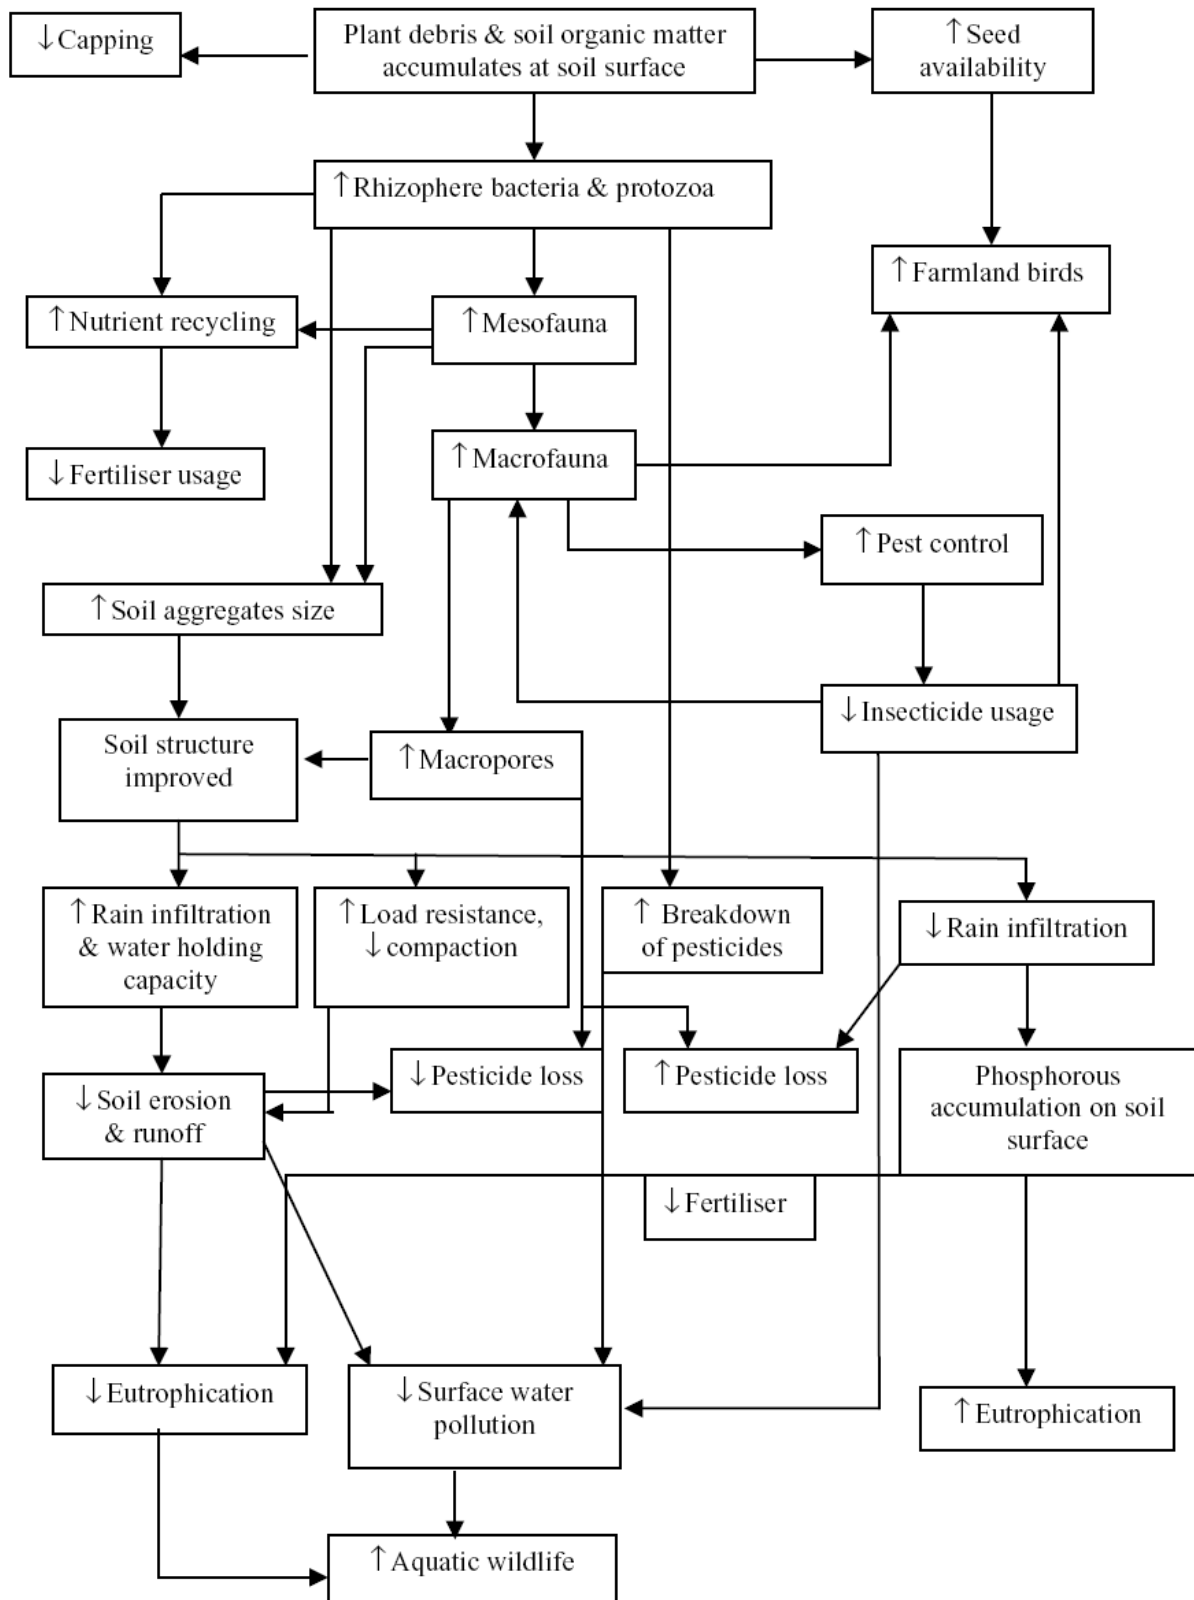 ↓Capping
Plant debris & soil organic matter
accumulates at soil surface
↑Seed
availability
↑Rhizophere bacteria & protozoa
↑Farmland birds
↑Nutrient recycling
↑Mesofauna
↑Macrofauna
↓Fertiliser usage
↑Pest control
↑Soil aggregates size
↓Insecticide usage
Soil structure
improved
↑Macropores
↑Rain infiltration
& water holding
capacity
↑Load resistance,
↓compaction
↑ Breakdown
of pesticides
↓Rain infiltration
↓Soil erosion
& runoff
↓Pesticide loss
↑Pesticide loss
Phosphorous
accumulation on soil
surface
↓Fertiliser
↓Eutrophication
↓Surface water
pollution
↑Eutrophication
↑Aquatic wildlife